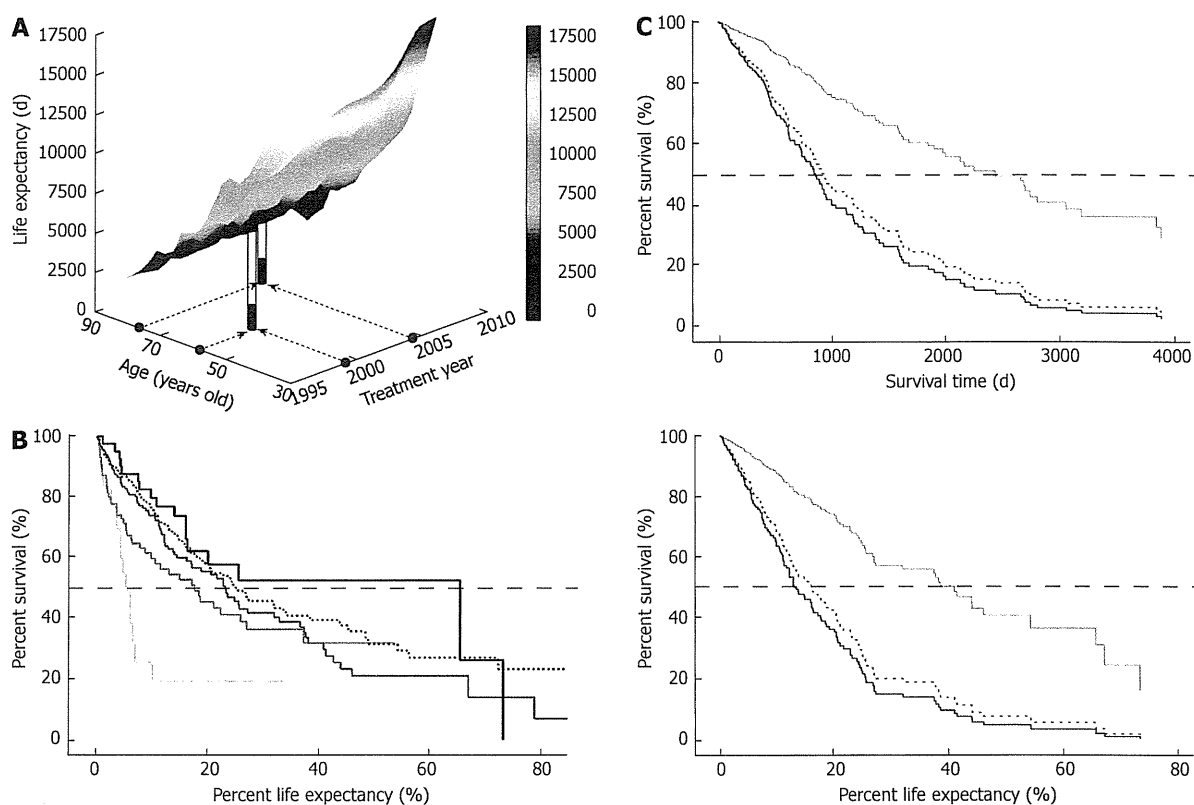 A
Life expectancy (d)
17500
15000
12500
10000
7500
5000
2500
0
90
70
50
30
Age (years old)
1995
2000
2005
2010
Treatment year
17500
15000
12500
10000
7500
5000
2500
0
C
Percent survival (%)
100
80
60
40
20
0
0 1000 2000 3000 4000
Survival time (d)
B
Percent survival (%)
100
80
60
40
20
0
0 20 40 60 80
Percent life expectancy (%)
Percent survival (%)
100
80
60
40
20
0
0 20 40 60 80
Percent life expectancy (%)